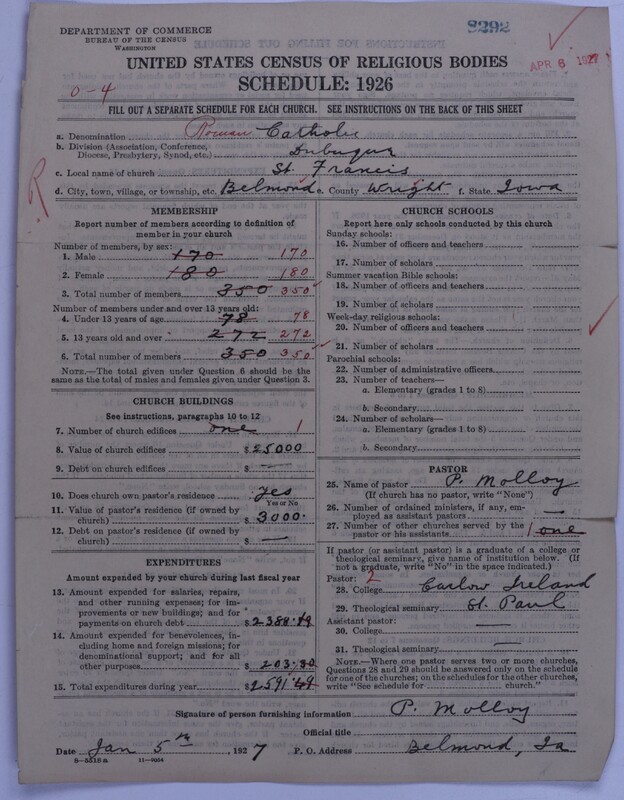 DEPARTMENT OF COMMERCE
BUREAU OF THE CENSUS
WASHINGTON
8292
APR 6 1927
UNITED STATES CENSUS OF RELIGIOUS BODIES
SCHEDULE: 1926
0-4
FILL OUT A SEPARATE SCHEDULE FOR EACH CHURCH. SEE INSTRUCTIONS ON THE BACK OF THIS SHEET
a. Denomination Roman Catholic
b. Division (Association, Conference, Diocese, Presbytery, Synod, etc.) Dubuque
c. Local name of church St. Francis
d. City, town, village, or township, etc. Belmond e. County Wright f. State Iowa
R
MEMBERSHIP
Report number of members according to definition of member in your church
Number of members, by sex:
1. Male 170 170
2. Female 180 180
3. Total number of members 350 350
Number of members under and over 13 years old:
4. Under 13 years of age 78 78
5. 13 years old and over 272 272
6. Total number of members 350 350
NOTE.—The total given under Question 6 should be the same as the total of males and females given under Question 3.
CHURCH BUILDINGS
See instructions, paragraphs 10 to 12
7. Number of church edifices one 1
8. Value of church edifices $ 25000
9. Debt on church edifices $ —
10. Does church own pastor's residence yes
Yes or No
11. Value of pastor's residence (if owned by church) $ 3000.
12. Debt on pastor's residence (if owned by church) $ —
EXPENDITURES
Amount expended by your church during last fiscal year
13. Amount expended for salaries, repairs, and other running expenses; for improvements or new buildings; and for payments on church debt $ 2388.19
14. Amount expended for benevolences, including home and foreign missions; for denominational support; and for all other purposes $ 203.30
15. Total expenditures during year $ 2591.49
CHURCH SCHOOLS
Report here only schools conducted by this church
Sunday schools:
16. Number of officers and teachers
17. Number of scholars
Summer vacation Bible schools:
18. Number of officers and teachers
19. Number of scholars
Week-day religious schools:
20. Number of officers and teachers
21. Number of scholars
Parochial schools:
22. Number of administrative officers
23. Number of teachers—
a. Elementary (grades 1 to 8)
b. Secondary
24. Number of scholars—
a. Elementary (grades 1 to 8)
b. Secondary
PASTOR
25. Name of pastor P. Molloy
(If church has no pastor, write "None")
26. Number of ordained ministers, if any, employed as assistant pastors —
27. Number of other churches served by the pastor or his assistants 1 one
If pastor (or assistant pastor) is a graduate of a college or theological seminary, give name of institution below. (If not a graduate, write "No" in the space indicated.)
Pastor: 2
28. College Carlow Ireland
29. Theological seminary St. Paul
Assistant pastor:
30. College —
31. Theological seminary —
NOTE.—Where one pastor serves two or more churches, Questions 28 and 29 should be answered only on the schedule for one of the churches; on the schedules for the other churches, write "See schedule for church."
Signature of person furnishing information P. Molloy
Official title
Date Jan 5th, 1927 P. O. Address Belmond, Ia
8—5518 a 11—9054